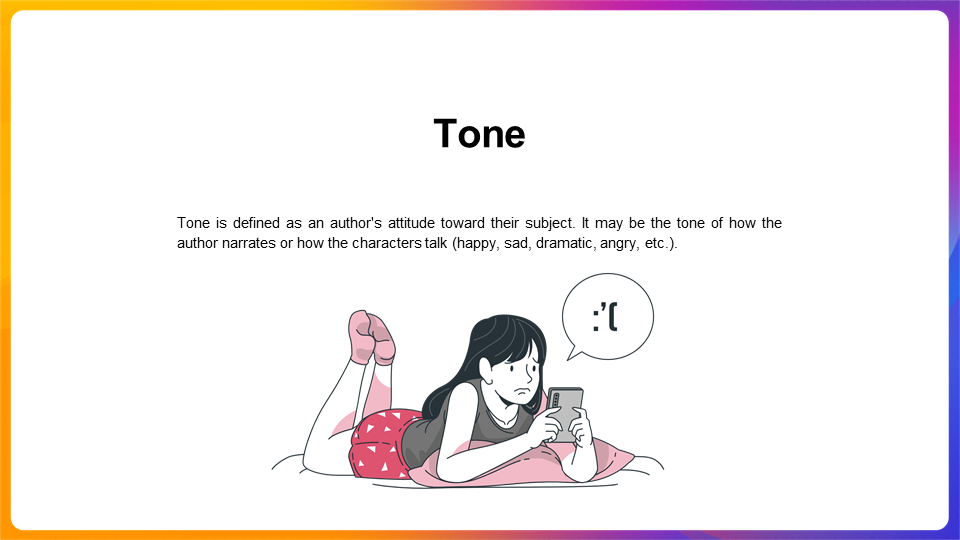 Tone
Tone is defined as an author's attitude toward their subject. It may be the tone of how the
author narrates or how the characters talk (happy, sad, dramatic, angry, etc.).
:'(